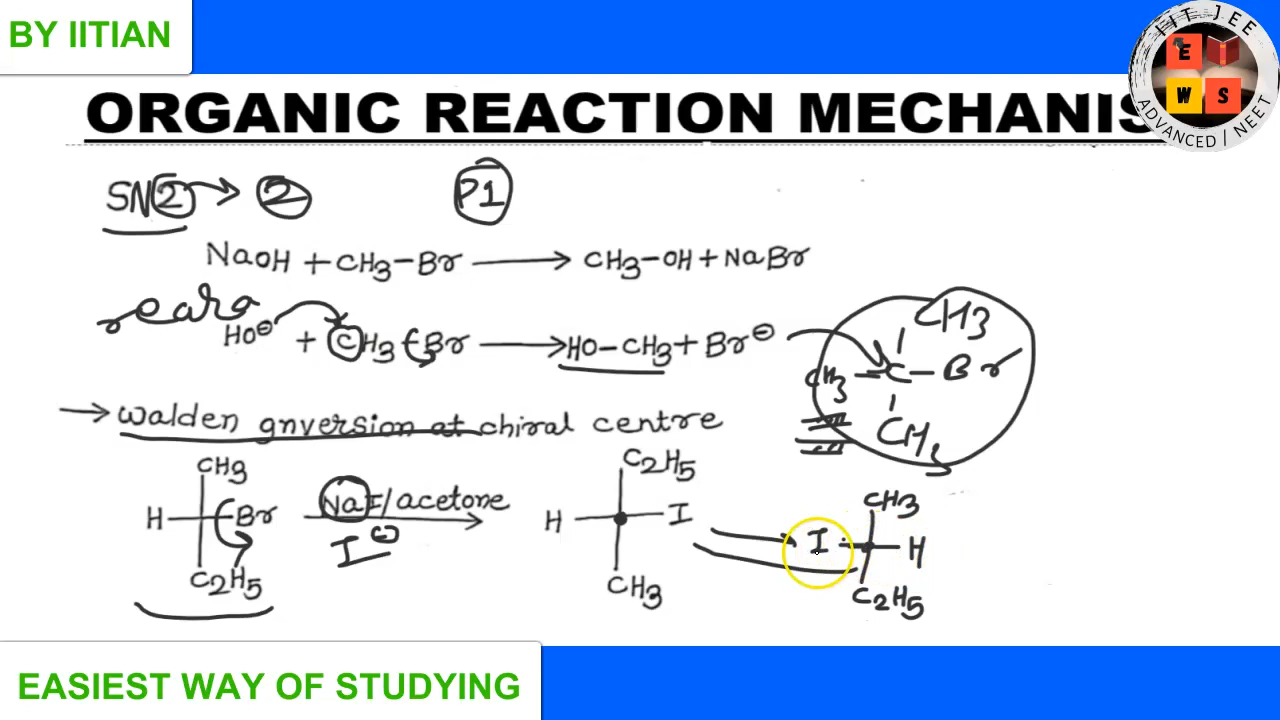 BY IITIAN
IIT JEE
E
W S
ADVANCED / NEET
ORGANIC REACTION MECHANIS
SN2 → 2 P1
NaOH + CH3-Br → CH3-OH + NaBr
HO⊖ + CH3 Br → HO-CH3 + Br⊖
CH3
CH3 - C - Br
CH3
→ walden gnversion at chiral centre
CH3
H Br
C2H5
NaI/acetone
I⊖
C2H5
H I
CH3
CH3
I H
C2H5
EASIEST WAY OF STUDYING